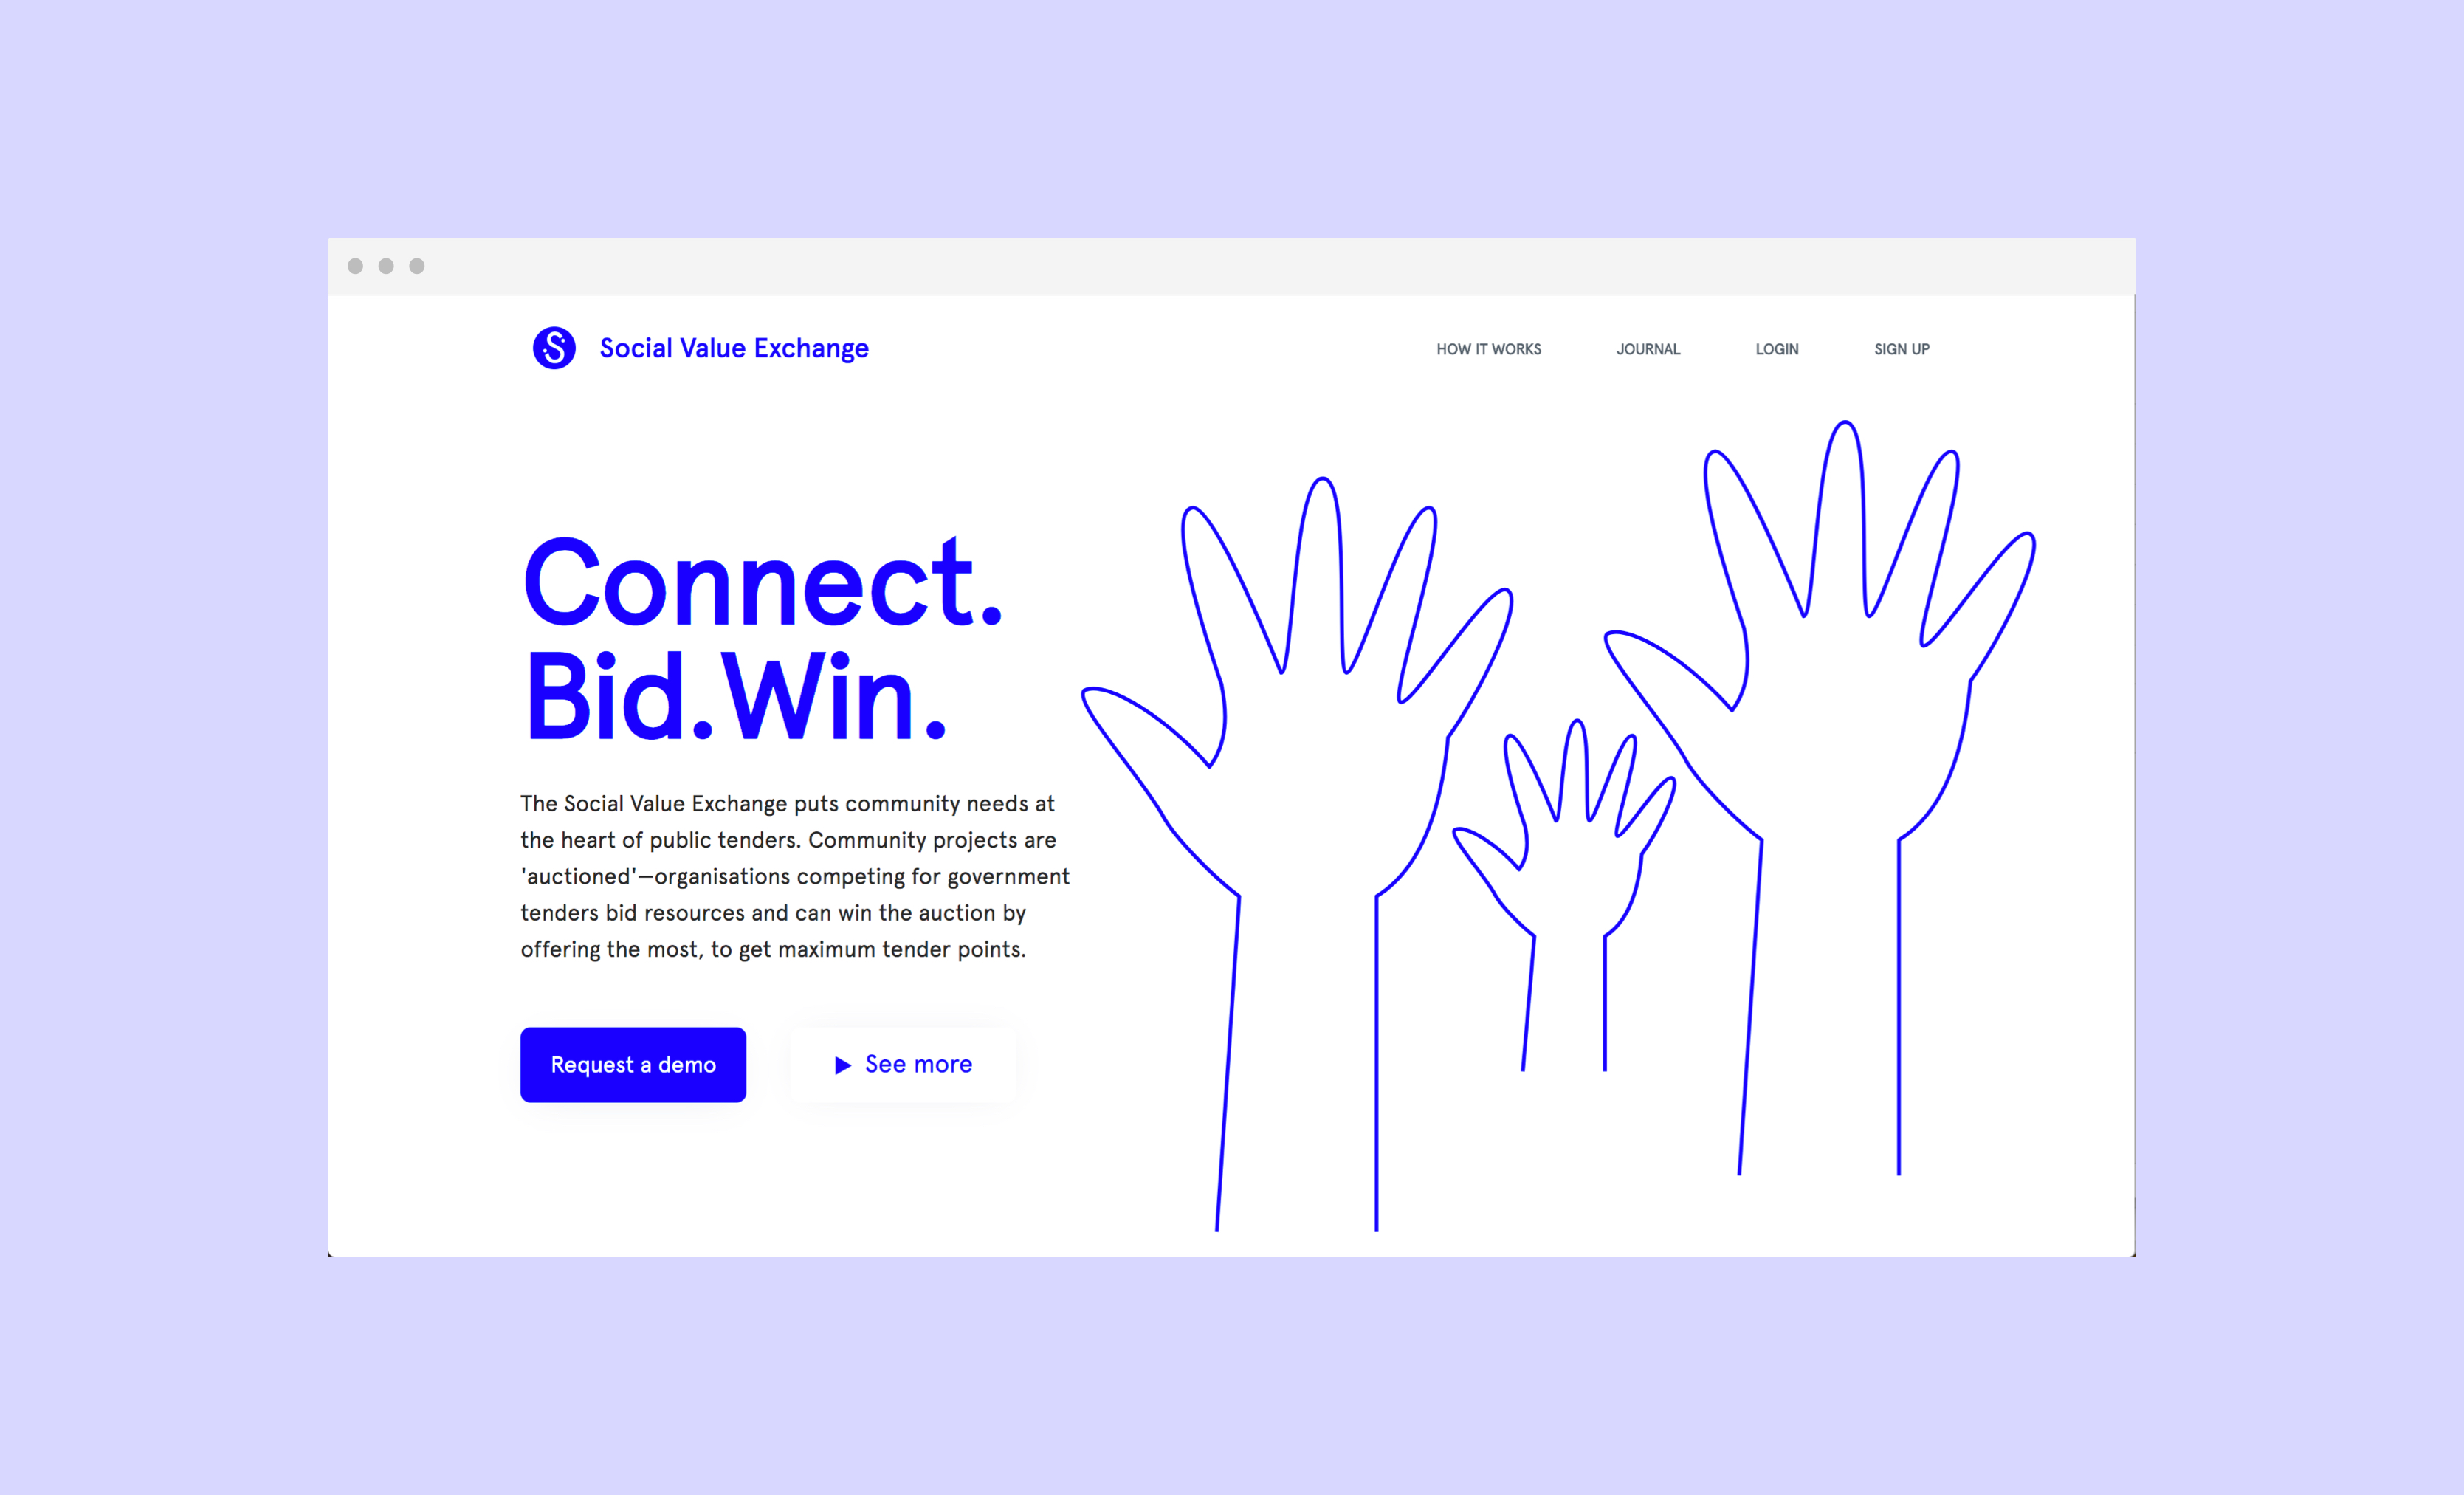 Social Value Exchange
HOW IT WORKS
JOURNAL
LOGIN
SIGN UP
Connect.
Bid.Win.
The Social Value Exchange puts community needs at
the heart of public tenders. Community projects are
'auctioned'—organisations competing for government
tenders bid resources and can win the auction by
offering the most, to get maximum tender points.
Request a demo
See more